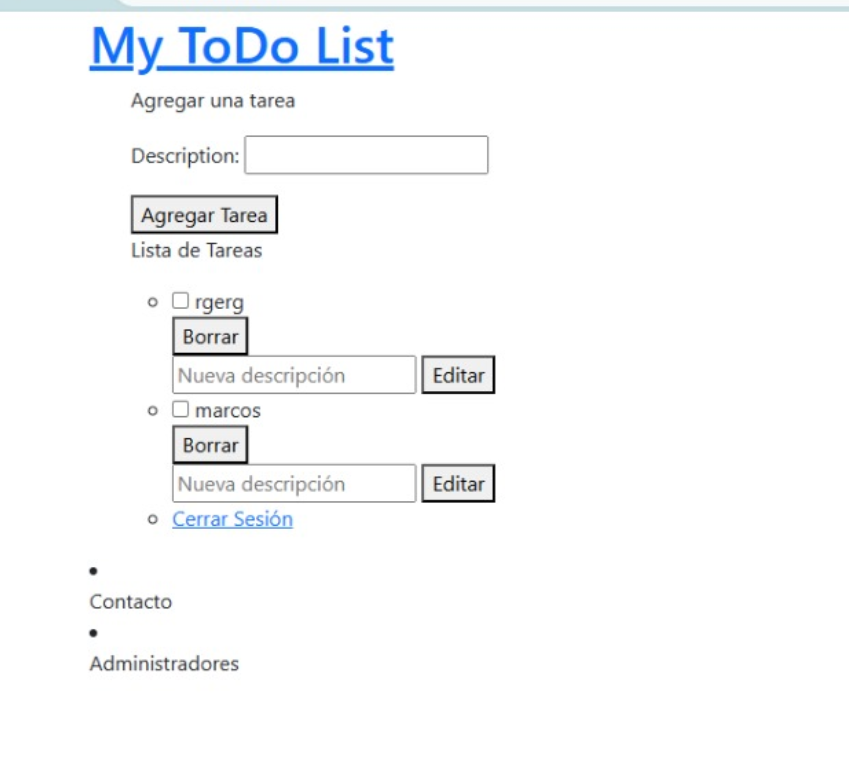 My ToDo List
Agregar una tarea
Description:
Agregar Tarea
Lista de Tareas
rgerg
Borrar
Nueva descripción Editar
marcos
Borrar
Nueva descripción Editar
Cerrar Sesión
Contacto
Administradores